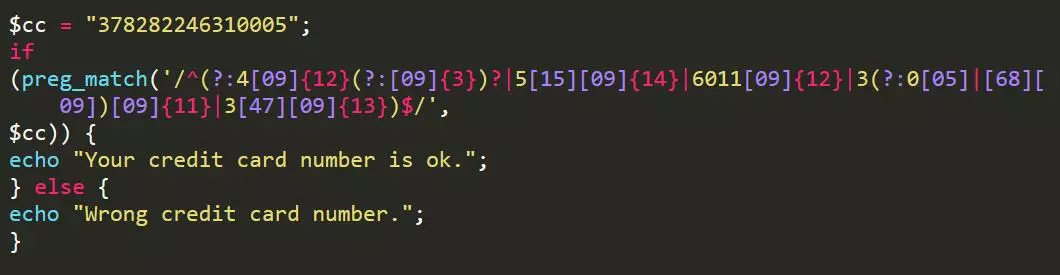 $cc = "378282246310005";
if
(preg_match('/^(?:4[09]{12}(?:[09]{3})?|5[15][09]{14}|6011[09]{12}|3(?:0[05]|[68][
09])[09]{11}|3[47][09]{13})$/',
$cc)) {
echo "Your credit card number is ok.";
} else {
echo "Wrong credit card number.";
}